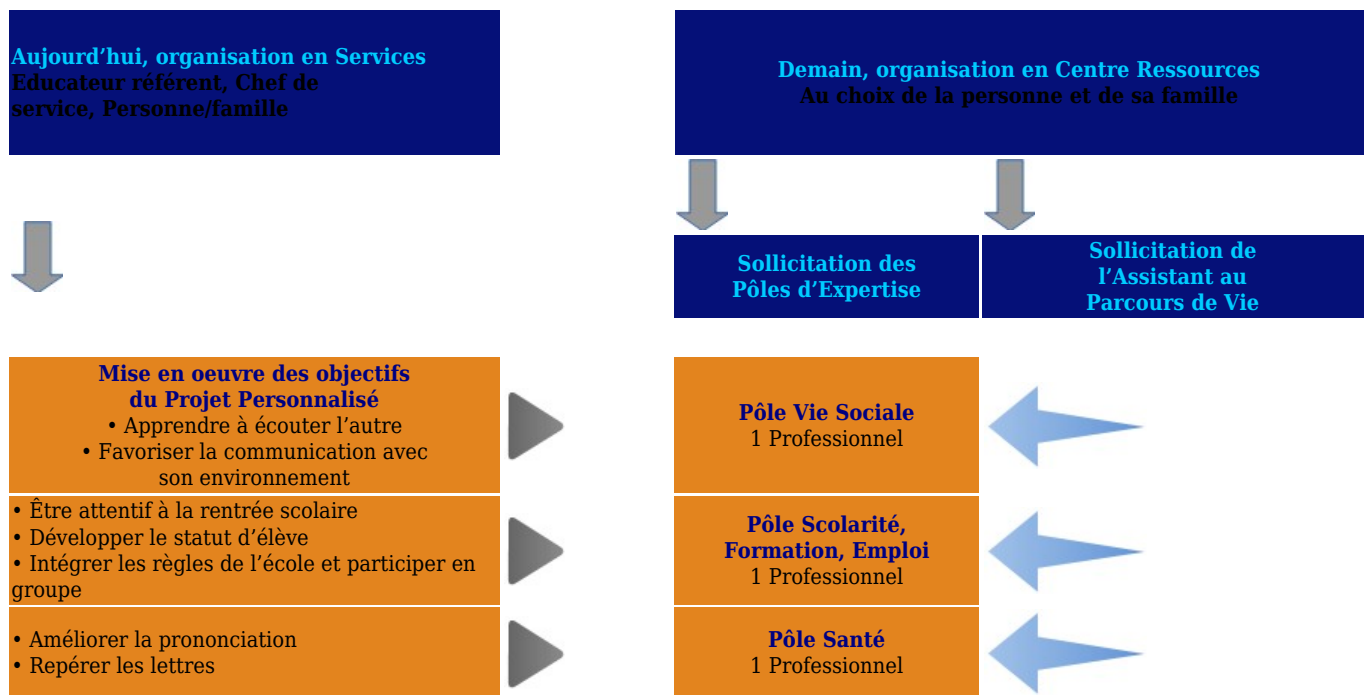 Aujourd’hui, organisation en Services
Educateur référent, Chef de
service, Personne/famille
Demain, organisation en Centre Ressources
Au choix de la personne et de sa famille
Sollicitation des
Pôles d’Expertise
Sollicitation de
l’Assistant au
Parcours de Vie
Mise en oeuvre des objectifs
du Projet Personnalisé
• Apprendre à écouter l’autre
• Favoriser la communication avec
son environnement
Pôle Vie Sociale
1 Professionnel
• Être attentif à la rentrée scolaire
• Développer le statut d’élève
• Intégrer les règles de l’école et participer en
groupe
Pôle Scolarité,
Formation, Emploi
1 Professionnel
• Améliorer la prononciation
• Repérer les lettres
Pôle Santé
1 Professionnel